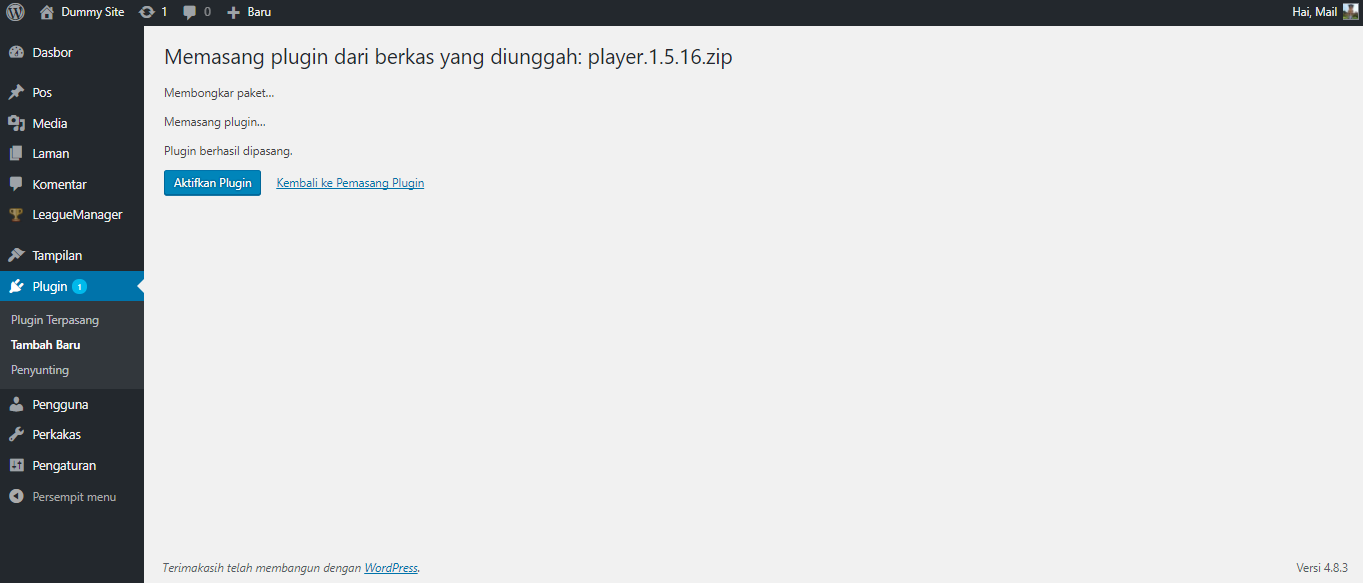 Dummy Site 1 0 Baru Hai, Mail
Dasbor
Pos
Media
Laman
Komentar
LeagueManager
Tampilan
Plugin 1
Plugin Terpasang
Tambah Baru
Penyunting
Pengguna
Perkakas
Pengaturan
Persempit menu
Memasang plugin dari berkas yang diunggah: player.1.5.16.zip
Membongkar paket…
Memasang plugin…
Plugin berhasil dipasang.
Aktifkan Plugin Kembali ke Pemasang Plugin
Terimakasih telah membangun dengan WordPress. Versi 4.8.3